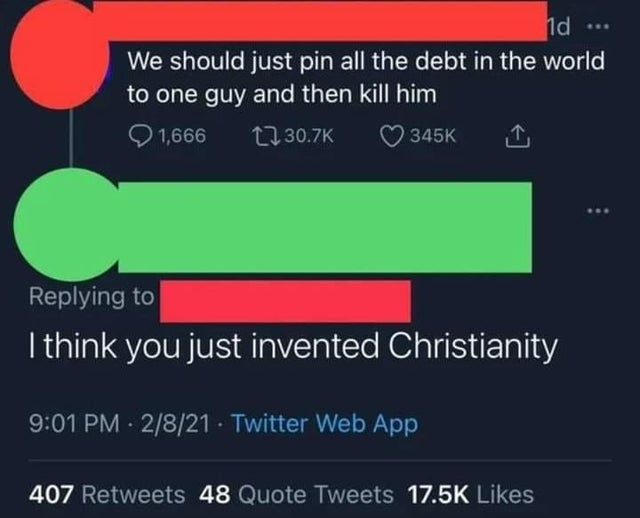 1d ...
We should just pin all the debt in the world
to one guy and then kill him
1,666 30.7K 345K
...
Replying to
I think you just invented Christianity
9:01 PM · 2/8/21 · Twitter Web App
407 Retweets 48 Quote Tweets 17.5K Likes